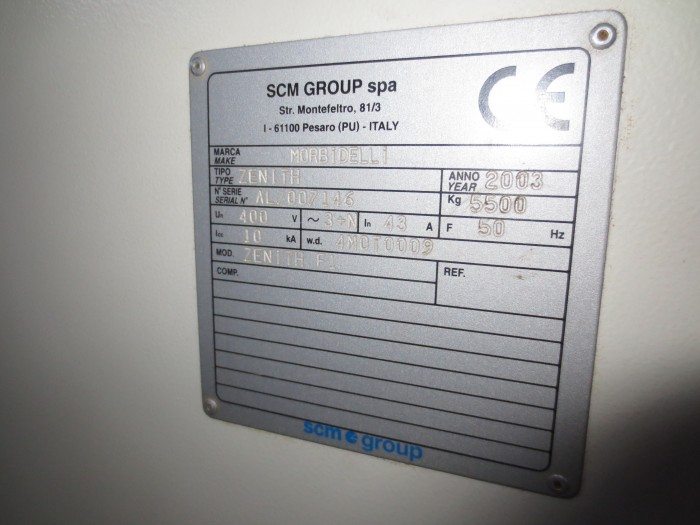 SCM GROUP spa
Str. Montefeltro, 81/3
I - 61100 Pesaro (PU) - ITALY
CE
MARCA MAKE MORBIDELLI
TIPO TYPE ZENITH ANNO YEAR 2003
N° SERIE SERIAL N° AL/007146 Kg 5500
Un 400 V ~ 3+N In 43 A F 50 Hz
Icc 10 kA w.d. 4M0T0009
MOD. ZENITH F1
COMP. REF.
scm group